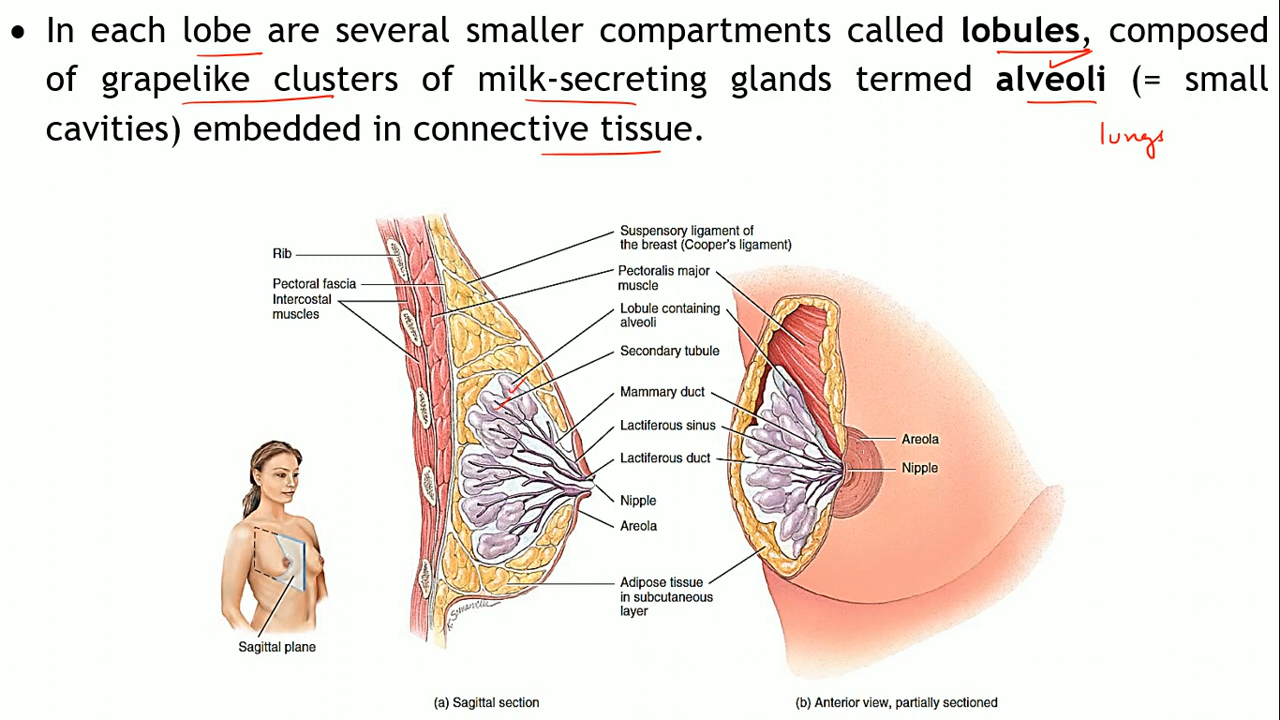 • In each lobe are several smaller compartments called lobules, composed
of grapelike clusters of milk-secreting glands termed alveoli (= small
cavities) embedded in connective tissue.
lungs
Rib
Pectoral fascia
Intercostal
muscles
Suspensory ligament of
the breast (Cooper's ligament)
Pectoralis major
muscle
Lobule containing
alveoli
Secondary tubule
Mammary duct
Lactiferous sinus
Lactiferous duct
Nipple
Areola
Adipose tissue
in subcutaneous
layer
Areola
Nipple
Sagittal plane
(a) Sagittal section
(b) Anterior view, partially sectioned